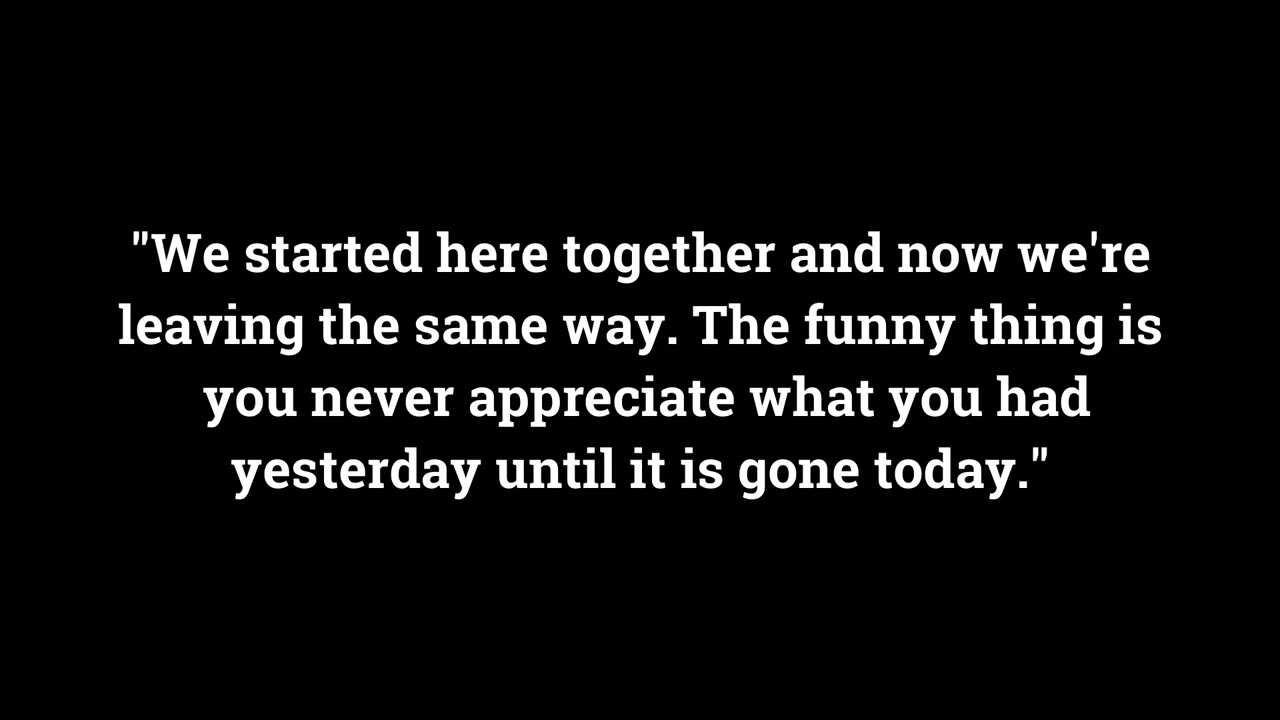 "We started here together and now we're
leaving the same way. The funny thing is
you never appreciate what you had
yesterday until it is gone today."